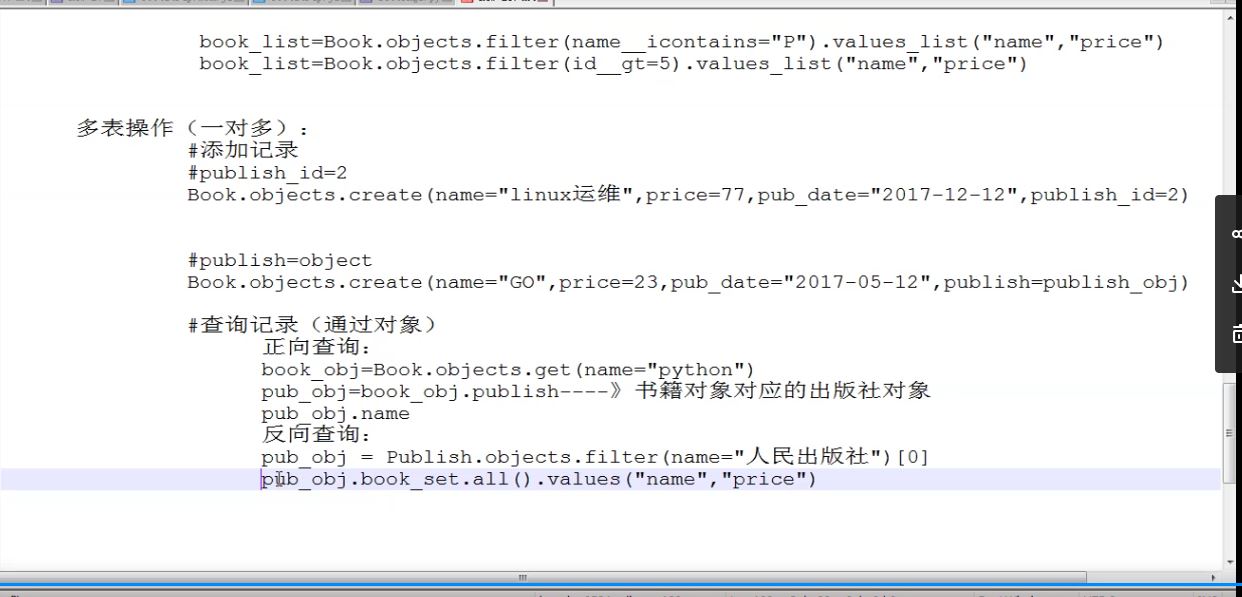 book_list=Book.objects.filter(name__icontains="P").values_list("name","price")
book_list=Book.objects.filter(id__gt=5).values_list("name","price")
多表操作（一对多）:
#添加记录
#publish_id=2
Book.objects.create(name="linux运维",price=77,pub_date="2017-12-12",publish_id=2)
#publish=object
Book.objects.create(name="GO",price=23,pub_date="2017-05-12",publish=publish_obj)
#查询记录（通过对象）
正向查询:
book_obj=Book.objects.get(name="python")
pub_obj=book_obj.publish----》书籍对象对应的出版社对象
pub_obj.name
反向查询:
pub_obj = Publish.objects.filter(name="人民出版社")[0]
pub_obj.book_set.all().values("name","price")